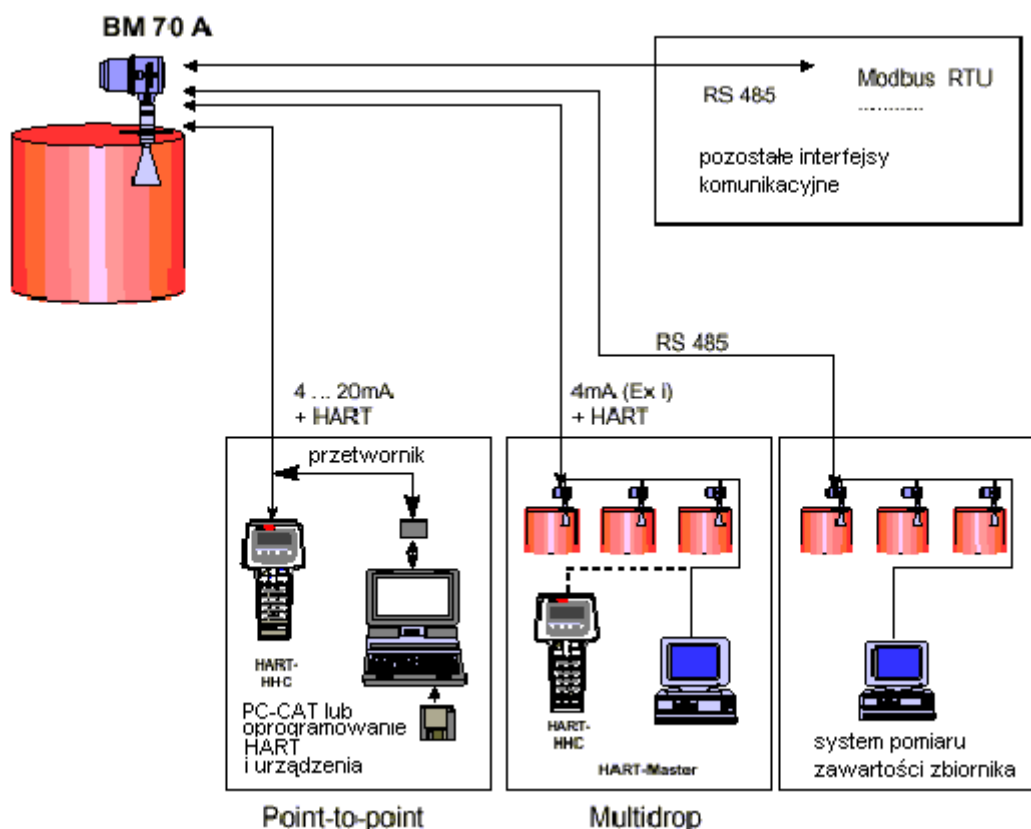 BM 70 A
RS 485
Modbus RTU
............
pozostałe interfejsy
komunikacyjne
RS 485
4 ... 20mA
+ HART
4mA (Ex i)
+ HART
przetwornik
HART-
HHC
PC-CAT lub
oprogramowanie
HART
i urządzenia
HART-
HHC
HART-Master
system pomiaru
zawartości zbiornika
Point-to-point
Multidrop